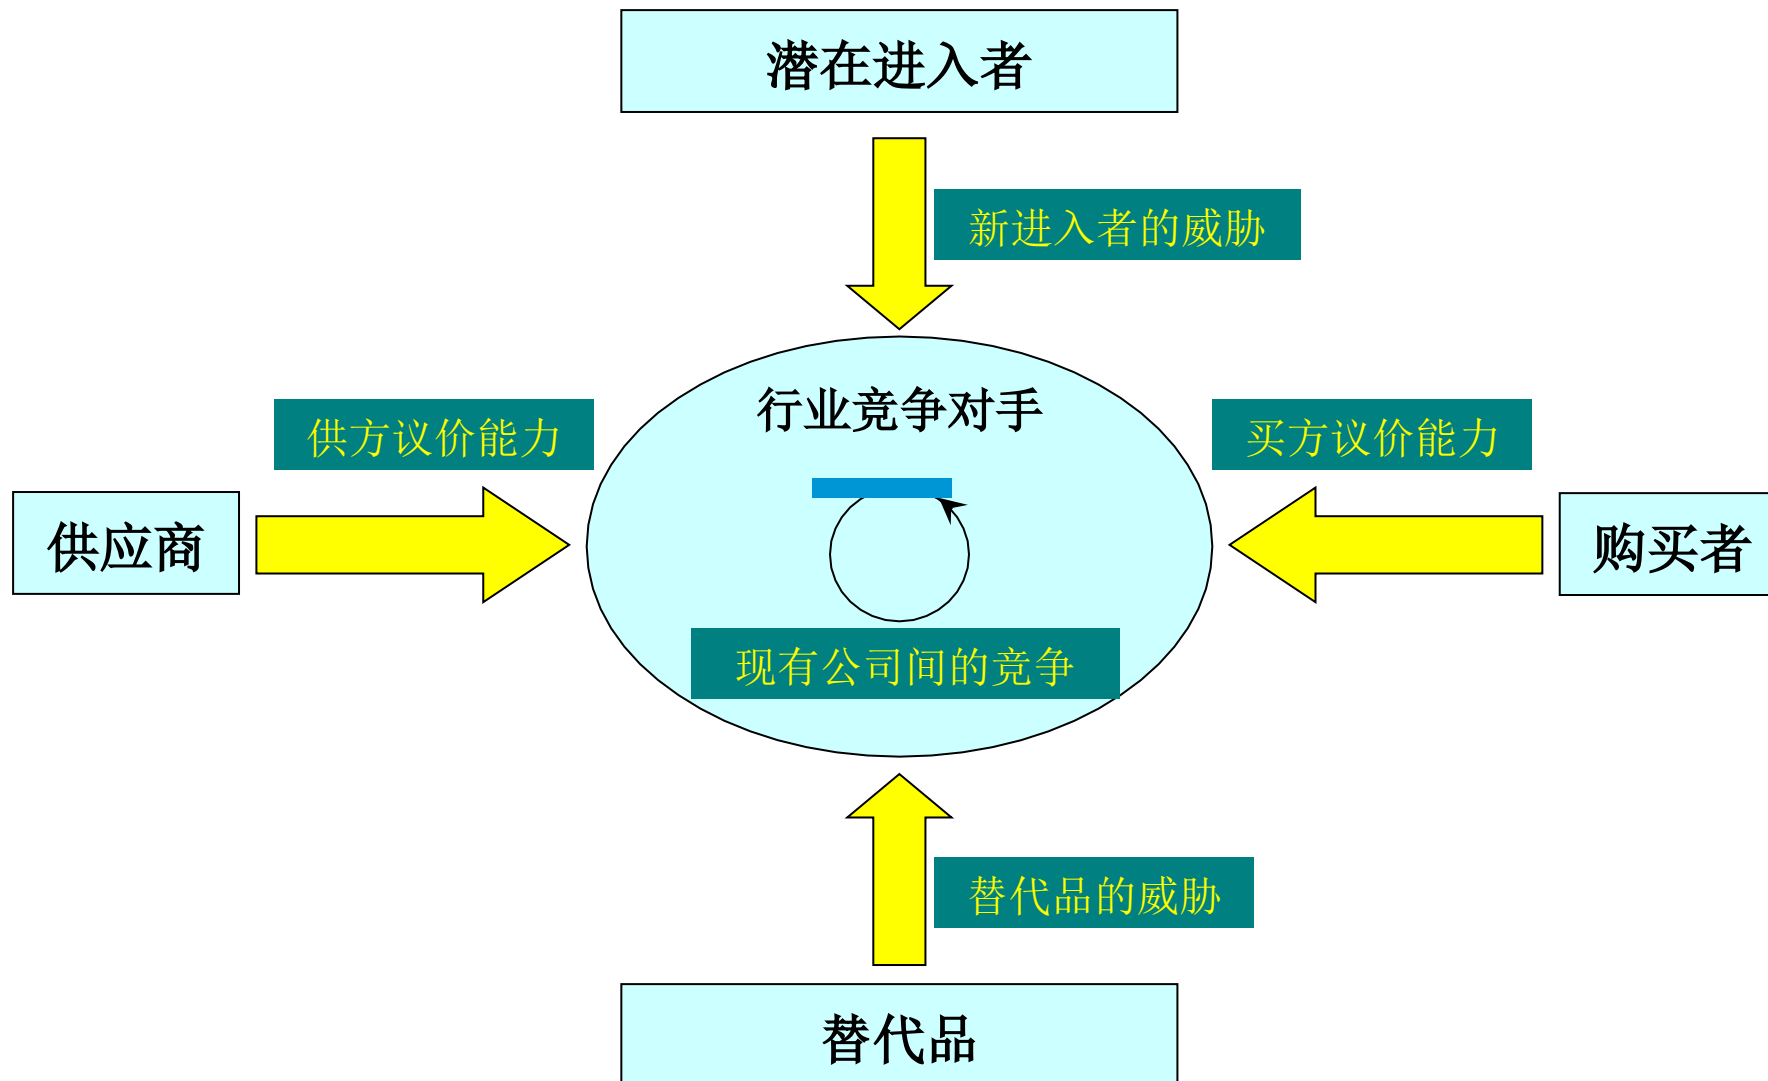 潜在进入者
新进入者的威胁
行业竞争对手
供方议价能力
买方议价能力
供应商
购买者
现有公司间的竞争
替代品的威胁
替代品